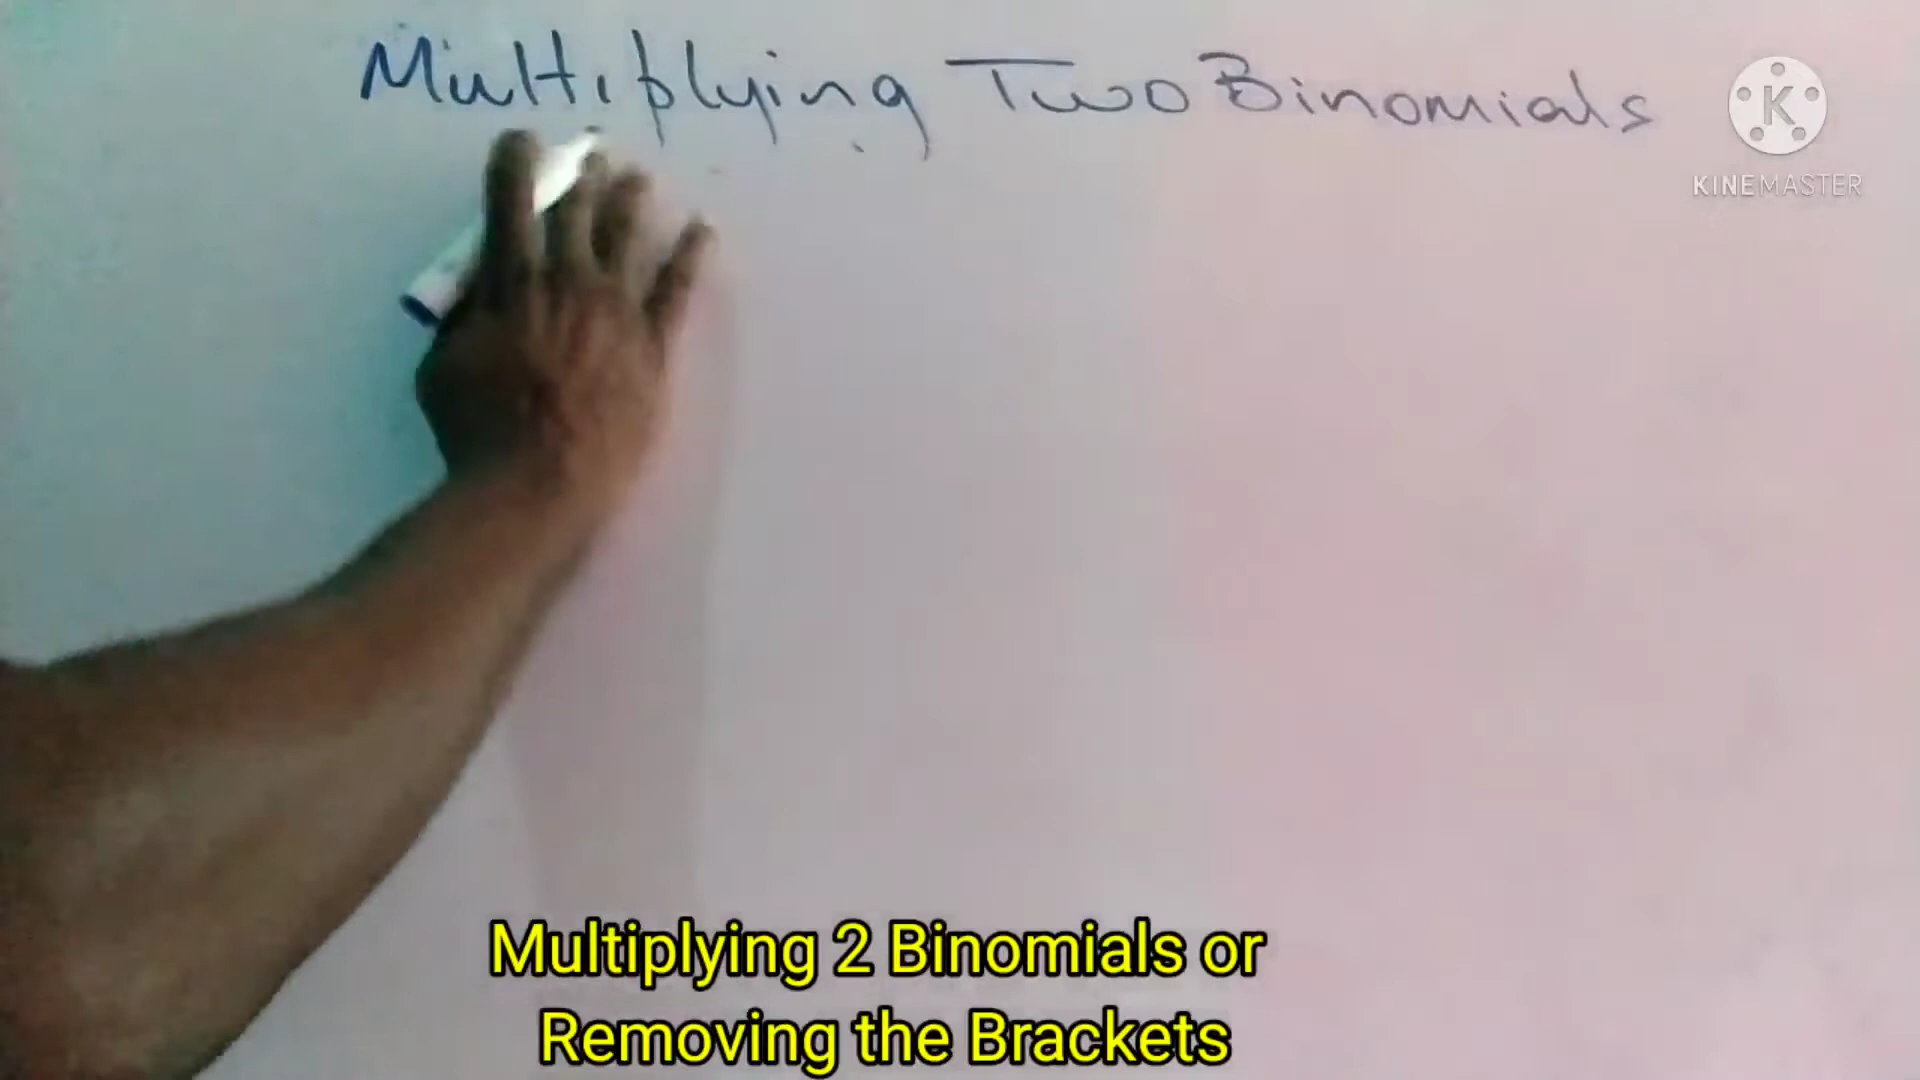 Multiplying Two Binomials
KINEMASTER
Multiplying 2 Binomials or
Removing the Brackets